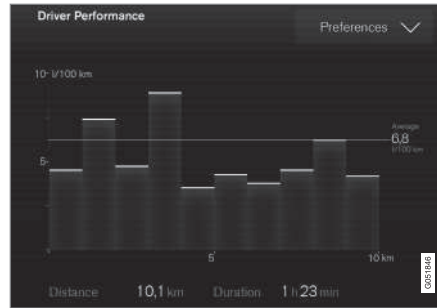 Driver Performance
Preferences
10- l/100 km
Average
6,8
l/100 km
5-
5
10 km
Distance 10,1 km Duration 1 h 23 min
G051846